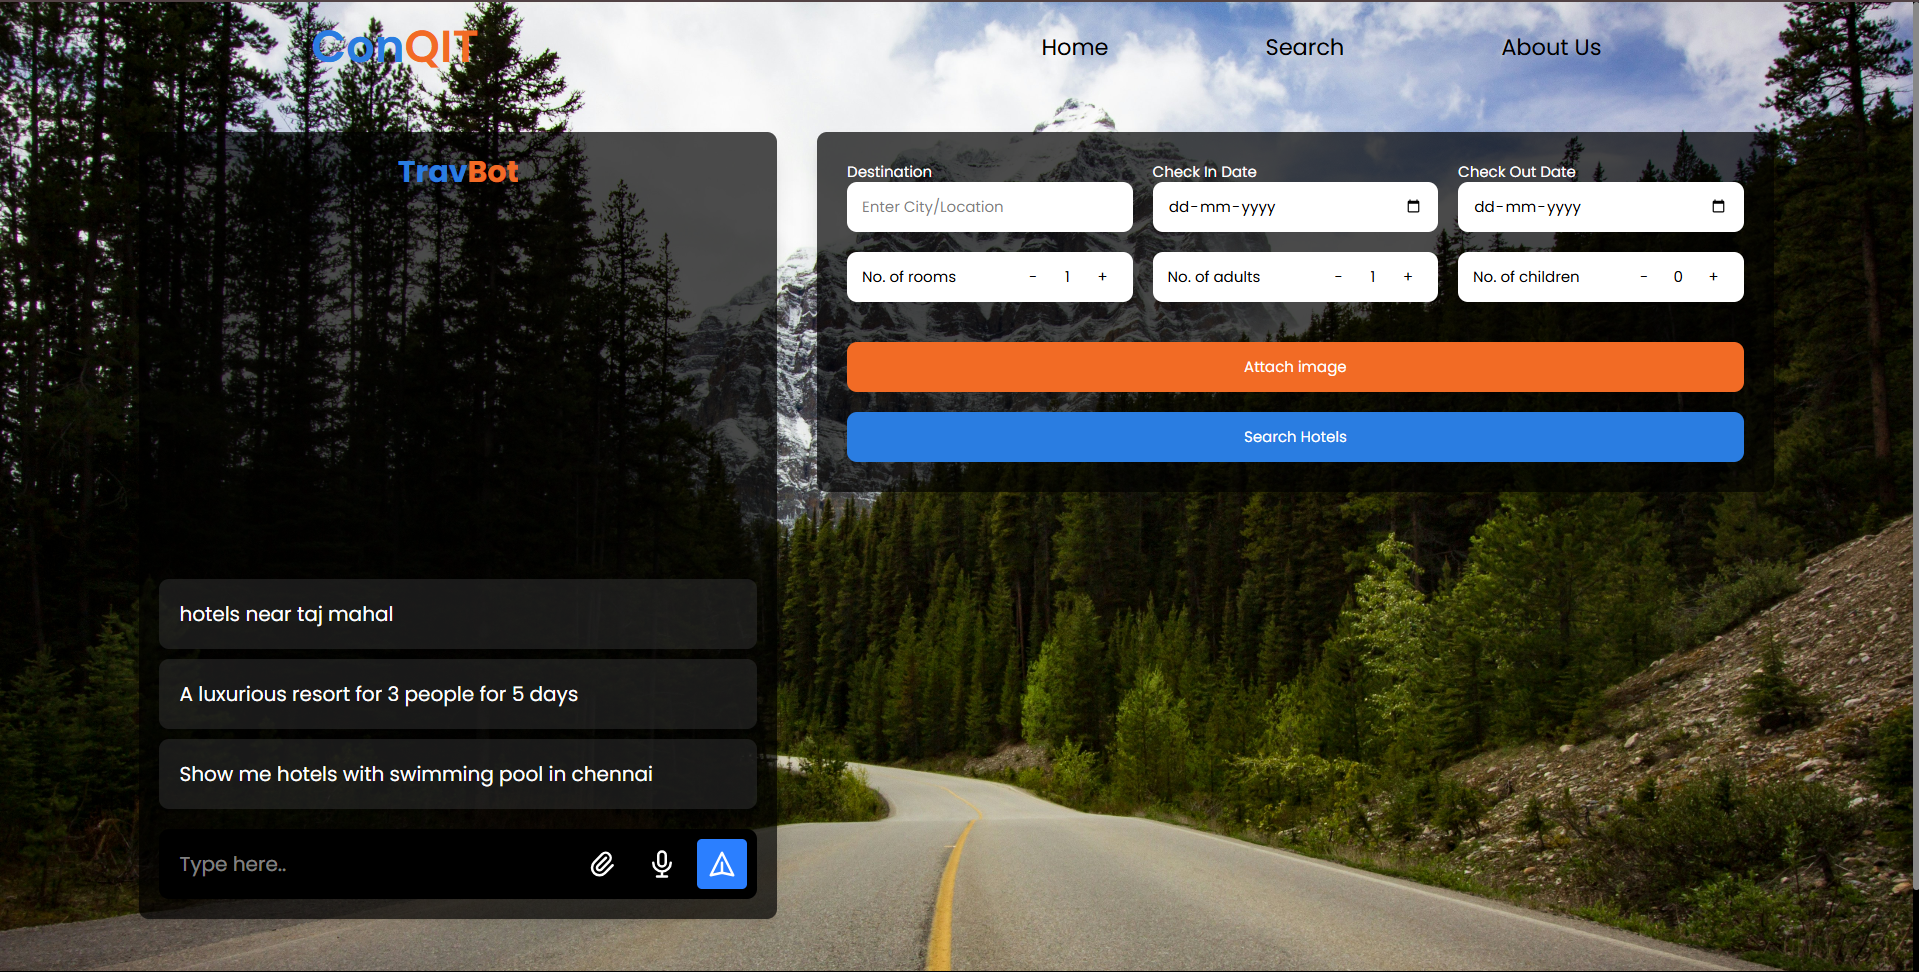 ConQIT
Home
Search
About Us
TravBot
hotels near taj mahal
A luxurious resort for 3 people for 5 days
Show me hotels with swimming pool in chennai
Type here..
Destination
Check In Date
Check Out Date
Enter City/Location
dd-mm-yyyy
dd-mm-yyyy
No. of rooms - 1 +
No. of adults - 1 +
No. of children - 0 +
Attach image
Search Hotels